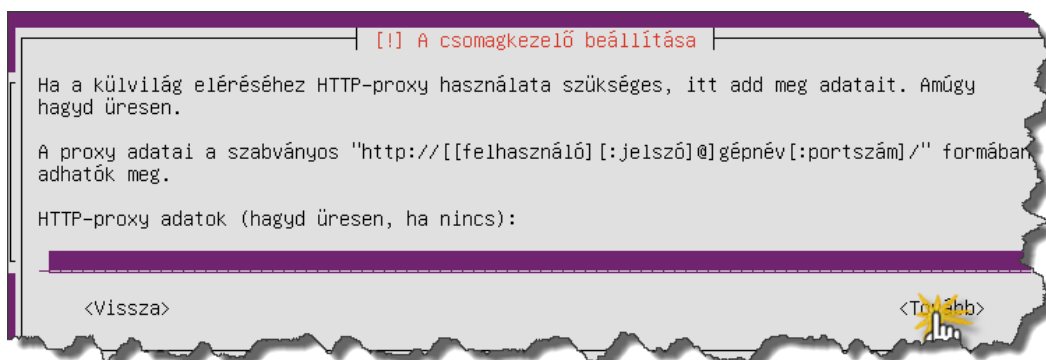 [!] A csomagkezelő beállítása
Ha a külvilág eléréséhez HTTP-proxy használata szükséges, itt add meg adatait. Amúgy
hagyd üresen.
A proxy adatai a szabványos "http://[[felhasználó][:jelszó]@]gépnév[:portszám]/" formában
adhatók meg.
HTTP-proxy adatok (hagyd üresen, ha nincs):
<Vissza> <Tovább>